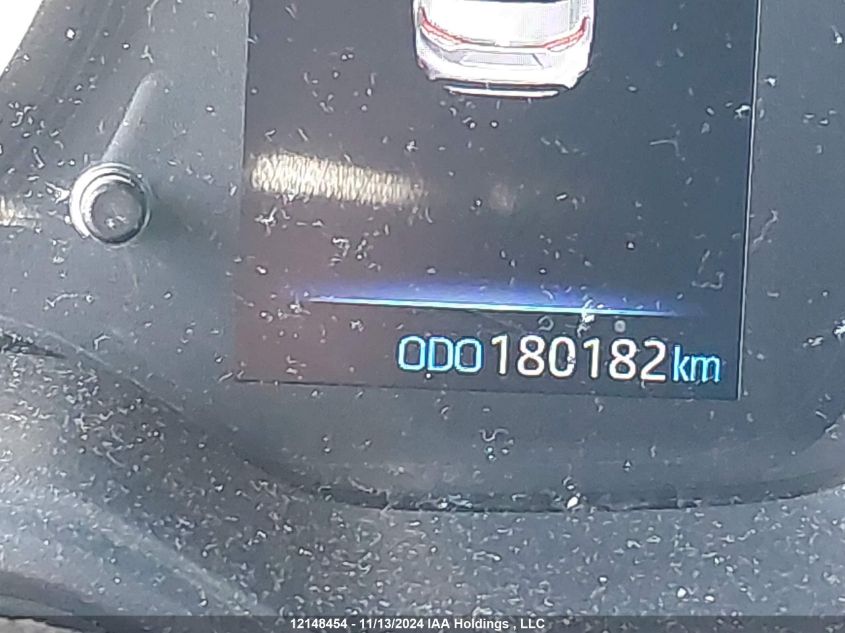 ODO 180182 km
12148454 - 11/13/2024 IAA Holdings , LLC